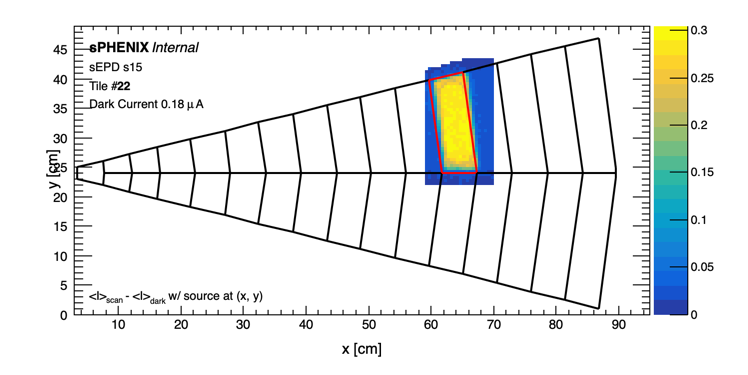 sPHENIX Internal
sEPD s15
Tile #22
Dark Current 0.18 μA
<I>scan - <I>dark w/ source at (x, y)
y [cm]
45
40
35
30
25
20
15
10
5
0
10 20 30 40 50 60 70 80 90
x [cm]
0.3
0.25
0.2
0.15
0.1
0.05
0